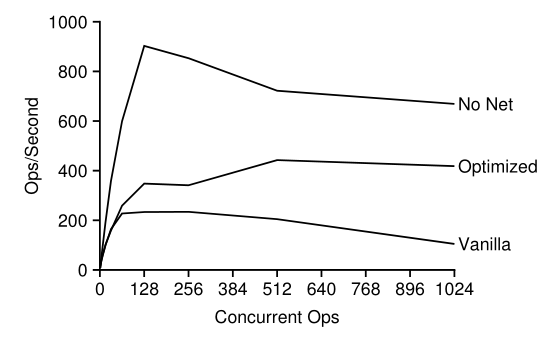 1000
800
600
400
200
0
Ops/Second
No Net
Optimized
Vanilla
0 128 256 384 512 640 768 896 1024
Concurrent Ops